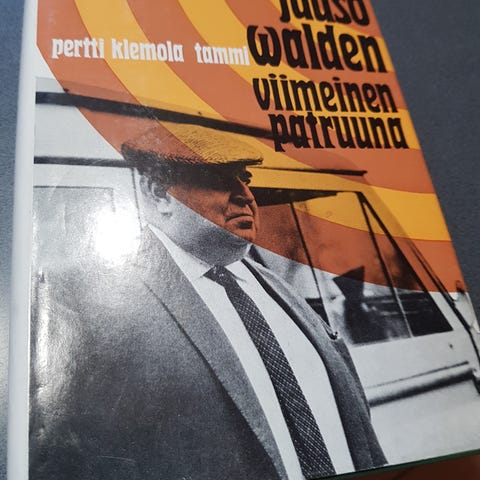 juuso
walden
pertti klemola tammi
viimeinen
patruuna